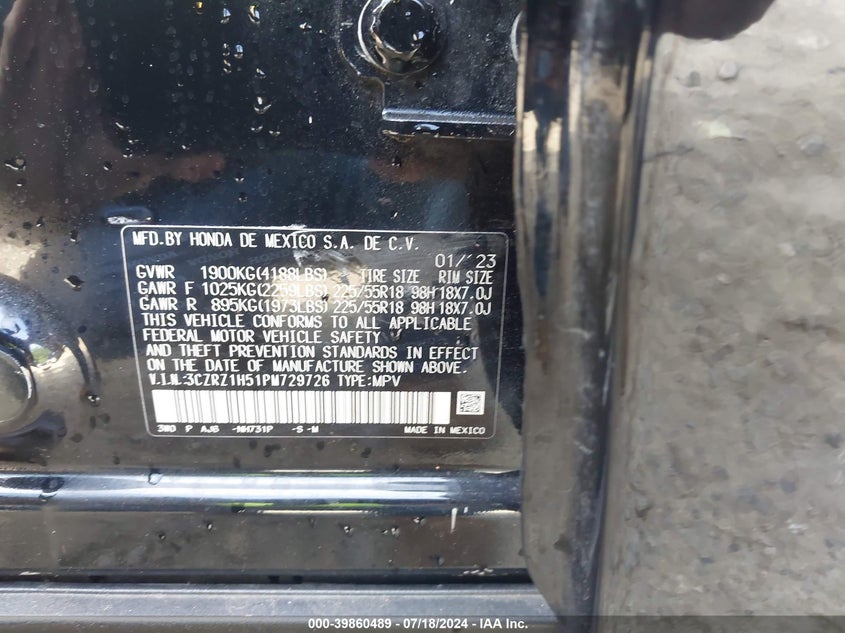 MFD.BY HONDA DE MEXICO S.A. DE C.V.
01/'23
GVWR 1900KG(4188LBS) TIRE SIZE RIM SIZE
GAWR F 1025KG(2259LBS) 225/55R18 98H 18X7.0J
GAWR R 895KG(1973LBS) 225/55R18 98H 18X7.0J
THIS VEHICLE CONFORMS TO ALL APPLICABLE
FEDERAL MOTOR VEHICLE SAFETY
AND THEFT PREVENTION STANDARDS IN EFFECT
ON THE DATE OF MANUFACTURE SHOWN ABOVE.
V.I.N.:3CZRZ1H51PM729726 TYPE:MPV
3W0 P AJB -NH731P -S -M MADE IN MEXICO
000-39860489 - 07/18/2024 - IAA Inc.